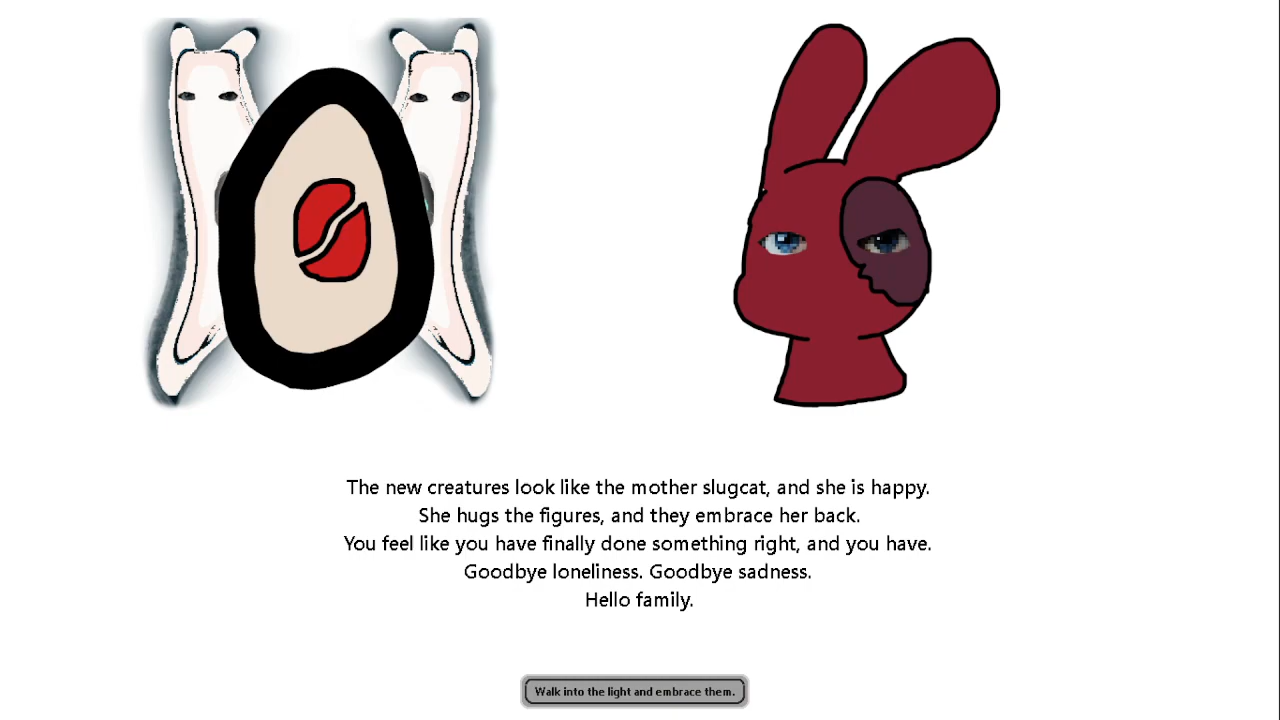 The new creatures look like the mother slugcat, and she is happy.
She hugs the figures, and they embrace her back.
You feel like you have finally done something right, and you have.
Goodbye loneliness. Goodbye sadness.
Hello family.
Walk into the light and embrace them.